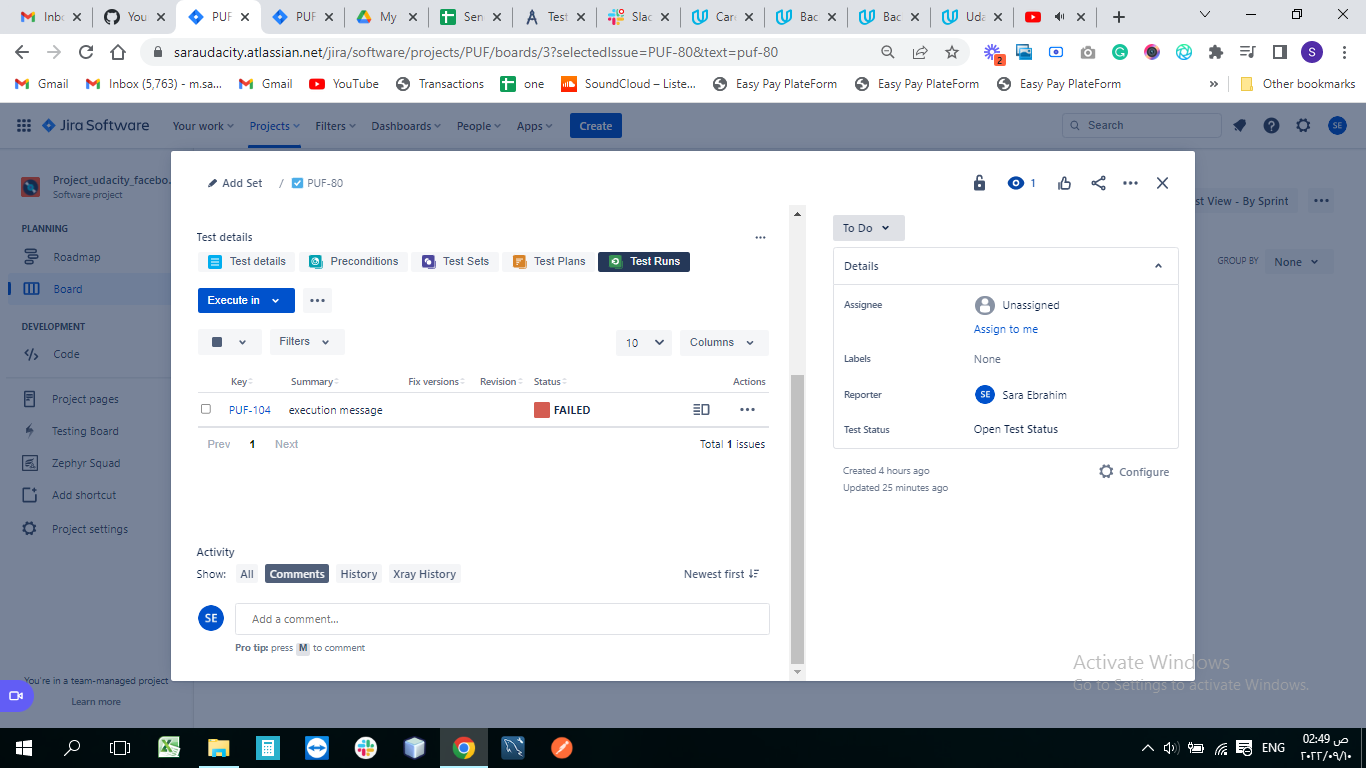 Inb
You
PUF
PUF
My
Sen
Test
Slac
Car
Bac
Bac
Uda
saraudacity.atlassian.net/jira/software/projects/PUF/boards/3?selectedIssue=PUF-80&text=puf-80
2
S
Gmail
Inbox (5,763) - m.sa...
Gmail
YouTube
Transactions
one
SoundCloud – Liste...
Easy Pay PlateForm
Easy Pay PlateForm
Easy Pay PlateForm
»
Other bookmarks
Jira Software
Your work
Projects
Filters
Dashboards
People
Apps
Create
Search
SE
Project_udacity_facebo.
Software project
PLANNING
Roadmap
Board
DEVELOPMENT
Code
Project pages
Testing Board
Zephyr Squad
Add shortcut
Project settings
You're in a team-managed project
Learn more
st View - By Sprint
GROUP BY
None
Add Set / PUF-80
1
Test details
Test details
Preconditions
Test Sets
Test Plans
Test Runs
Execute in
Filters
10
Columns
Key
Summary
Fix versions
Revision
Status
Actions
PUF-104
execution message
FAILED
Prev 1 Next
Total 1 issues
Activity
Show:
All
Comments
History
Xray History
Newest first
SE
Add a comment...
Pro tip: press M to comment
To Do
Details
Assignee
Unassigned
Assign to me
Labels
None
Reporter
SE
Sara Ebrahim
Test Status
Open Test Status
Created 4 hours ago
Updated 25 minutes ago
Configure
Activate Windows
Go to Settings to activate Windows.
ENG
02:49 ص
٢٠٢٢/٠٩/١٠